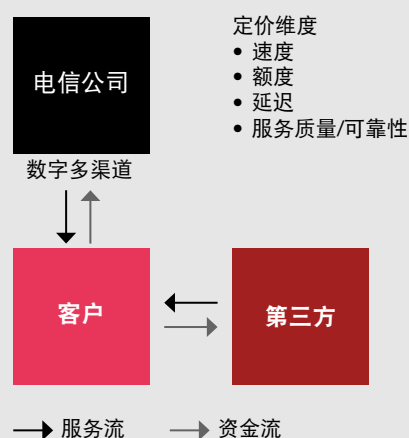 电信公司
数字多渠道
定价维度
• 速度
• 额度
• 延迟
• 服务质量/可靠性
客户
第三方
服务流
资金流